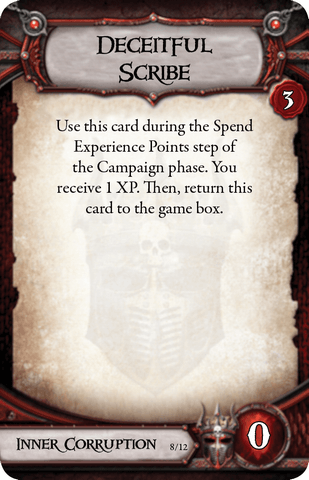 Deceitful
Scribe
3
Use this card during the Spend
Experience Points step of
the Campaign phase. You
receive 1 XP. Then, return this
card to the game box.
Inner Corruption 8/12
0